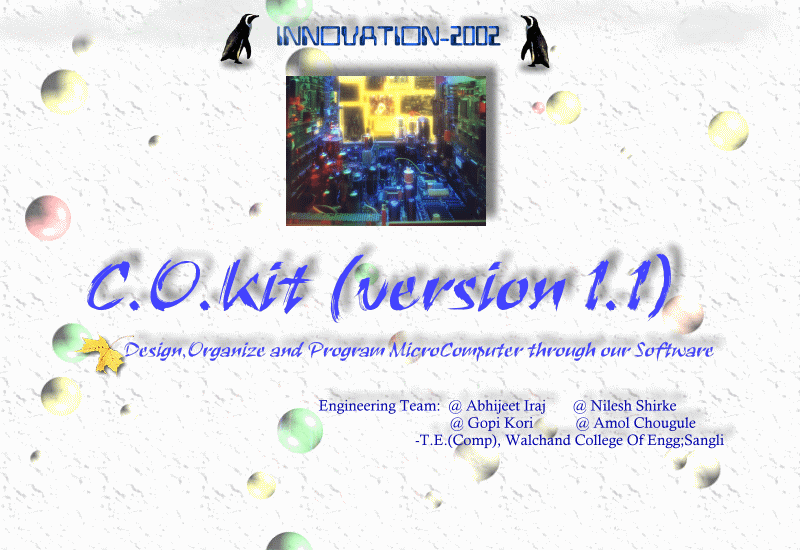 INNOVATION-2002
C.O.kit (version 1.1)
Design,Organize and Program MicroComputer through our Software
Engineering Team: @ Abhijeet Iraj @ Nilesh Shirke
@ Gopi Kori @ Amol Chougule
-T.E.(Comp), Walchand College Of Engg;Sangli